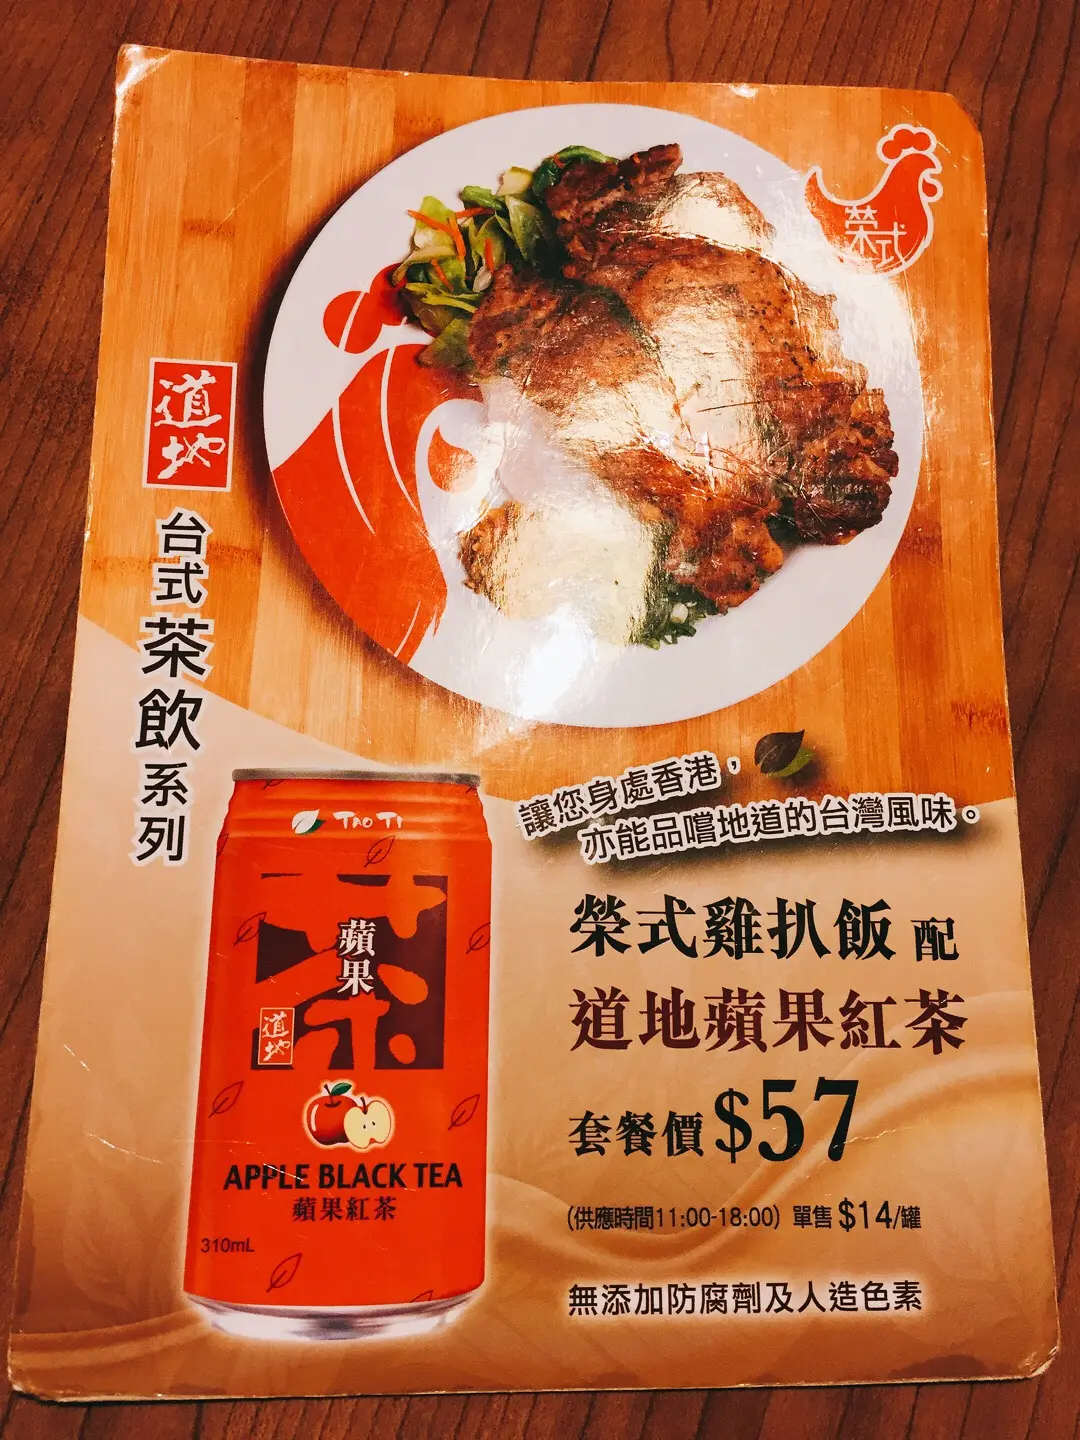 榮式
道地
台式茶飲系列
讓您身處香港，
亦能品嚐地道的台灣風味。
榮式雞扒飯 配
道地蘋果紅茶
套餐價 $57
(供應時間11:00-18:00) 單售 $14/罐
無添加防腐劑及人造色素
TAO TI
茶
蘋果
道地
APPLE BLACK TEA
蘋果紅茶
310mL